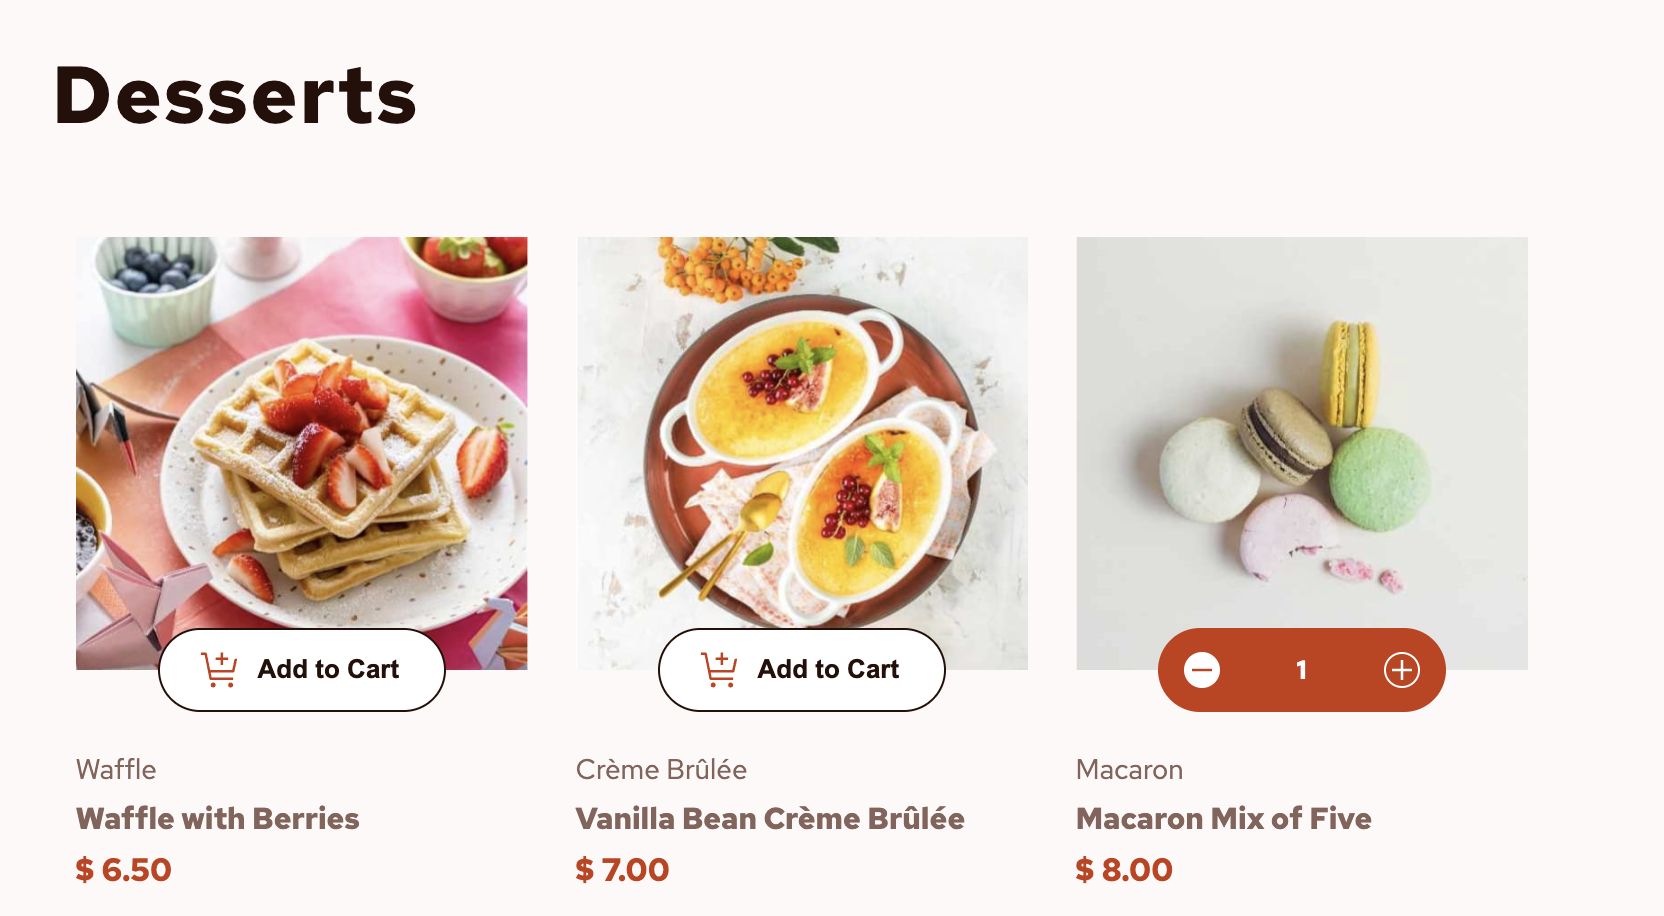 Desserts
Add to Cart
Add to Cart
1
Waffle
Waffle with Berries
$ 6.50
Crème Brûlée
Vanilla Bean Crème Brûlée
$ 7.00
Macaron
Macaron Mix of Five
$ 8.00